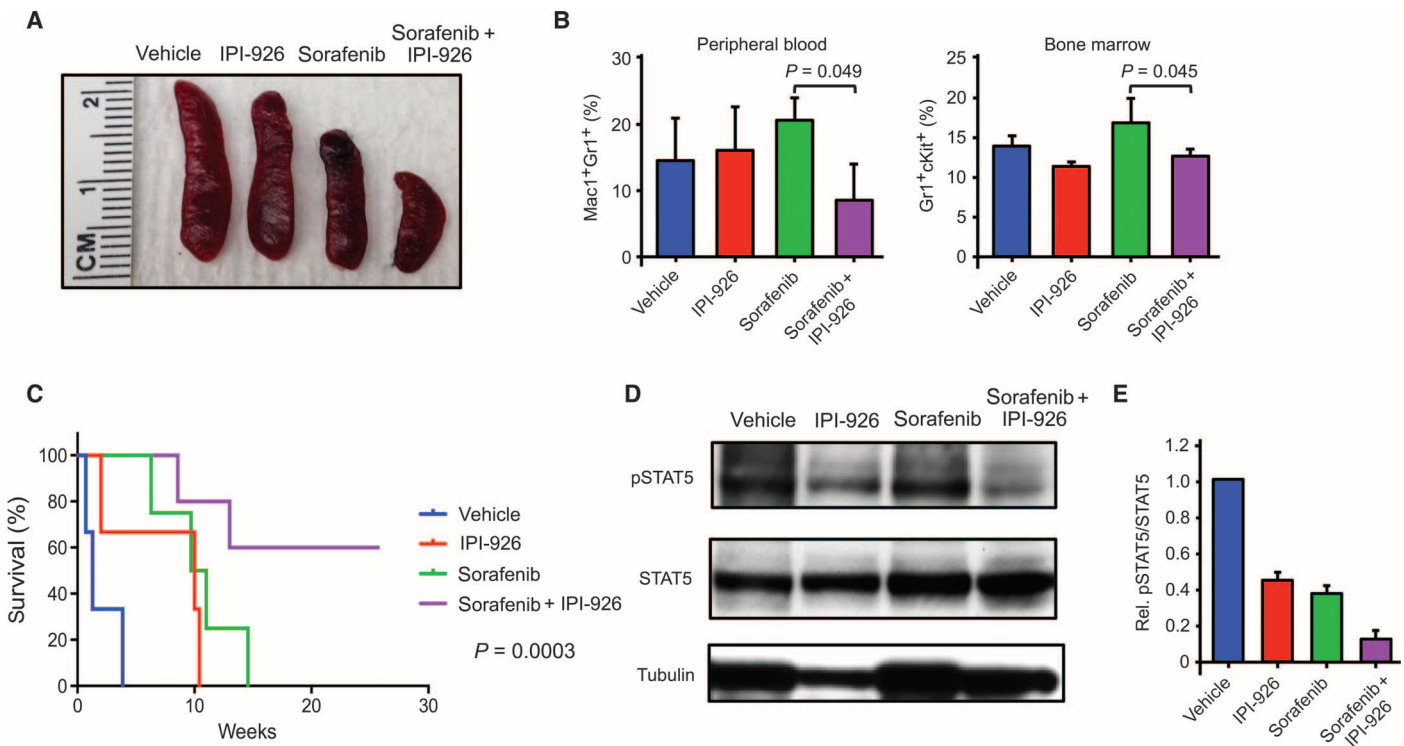 A
Vehicle IPI-926 Sorafenib Sorafenib + IPI-926
2
1
CM
B
Peripheral blood
P = 0.049
Mac1+Gr1+ (%)
30
20
10
0
Vehicle
IPI-926
Sorafenib
Sorafenib +
IPI-926
Bone marrow
P = 0.045
Gr1+cKit+ (%)
25
20
15
10
5
0
Vehicle
IPI-926
Sorafenib
Sorafenib +
IPI-926
C
Survival (%)
100
80
60
40
20
0
0 10 20 30
Weeks
Vehicle
IPI-926
Sorafenib
Sorafenib + IPI-926
P = 0.0003
D
Vehicle IPI-926 Sorafenib Sorafenib + IPI-926
pSTAT5
STAT5
Tubulin
E
Rel. pSTAT5/STAT5
1.2
1.0
0.8
0.6
0.4
0.2
0
Vehicle
IPI-926
Sorafenib
Sorafenib +
IPI-926